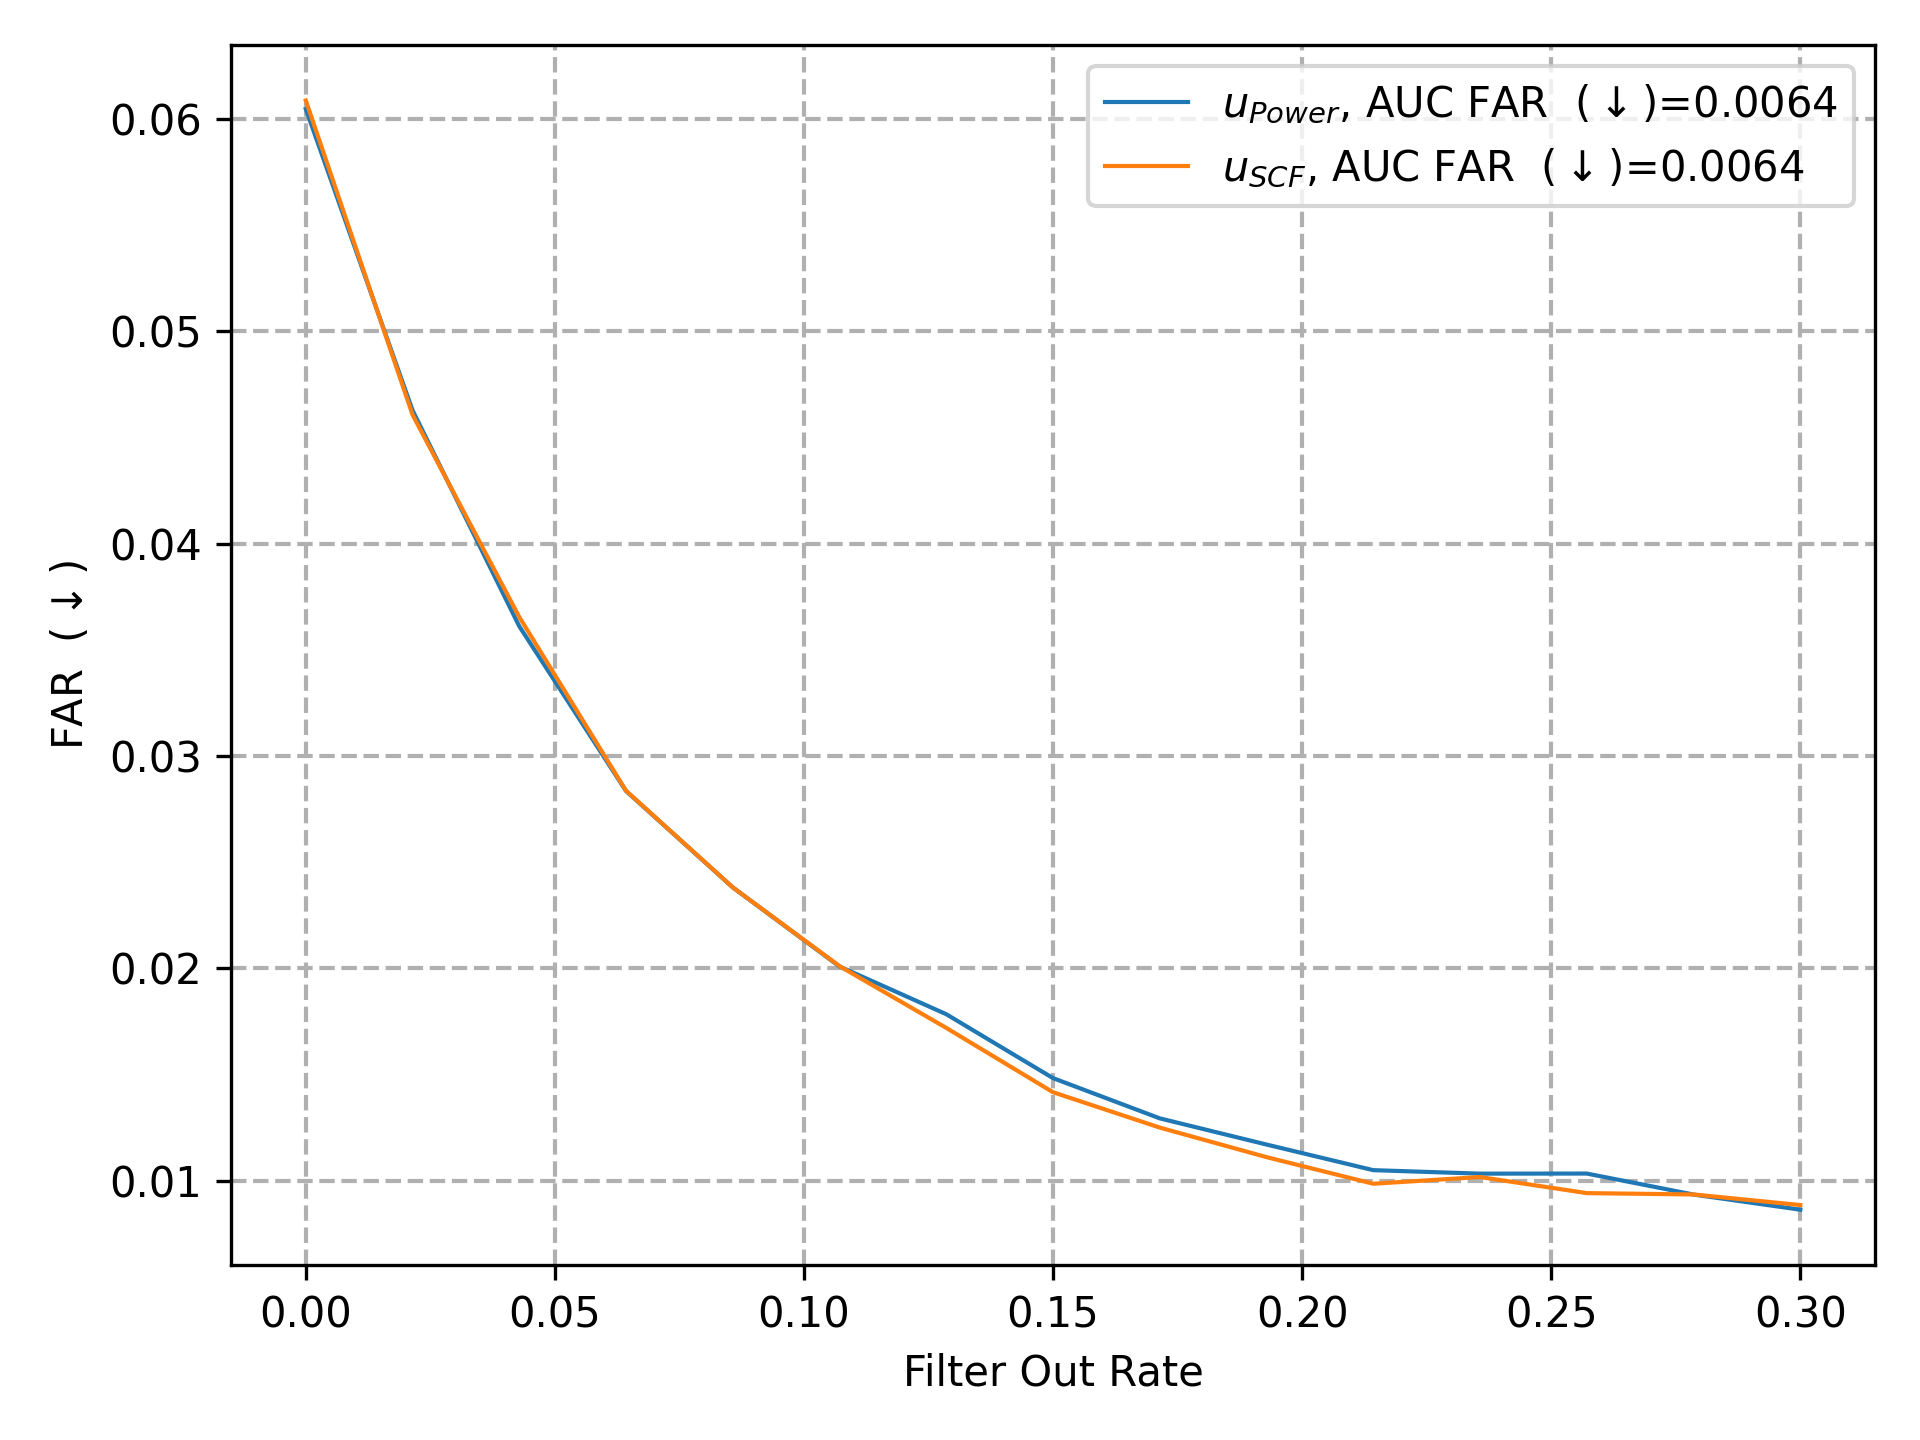 u_Power, AUC FAR (↓)=0.0064
u_SCF, AUC FAR (↓)=0.0064
0.06
0.05
0.04
0.03
0.02
0.01
FAR (↓)
0.00 0.05 0.10 0.15 0.20 0.25 0.30
Filter Out Rate